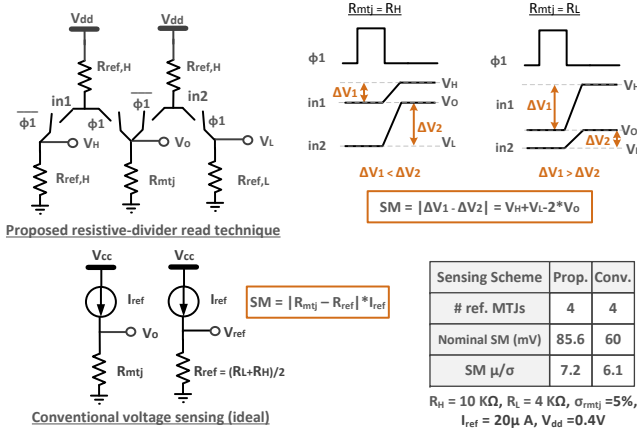 Vdd
Vdd
Rref,H
Rref,H
in1
in2
ϕ1
ϕ1
ϕ1
ϕ1
VH
VO
VL
Rref,H
Rmtj
Rref,L
Proposed resistive-divider read technique
Rmtj = RH
Rmtj = RL
ϕ1
ϕ1
VH
VH
in1
ΔV1
VO
in1
ΔV1
ΔV2
VO
in2
VL
in2
ΔV2
ΔV1 < ΔV2
ΔV1 > ΔV2
SM = |ΔV1 - ΔV2| = VH+VL-2*VO
Vcc
Vcc
Iref
Iref
SM = |Rmtj – Rref|*Iref
VO
Vref
Rmtj
Rref = (RL+RH)/2
Conventional voltage sensing (ideal)
Sensing Scheme Prop. Conv.
# ref. MTJs 4 4
Nominal SM (mV) 85.6 60
SM μ/σ 7.2 6.1
RH = 10 KΩ, RL = 4 KΩ, σrmtj =5%,
Iref = 20μ A, Vdd =0.4V